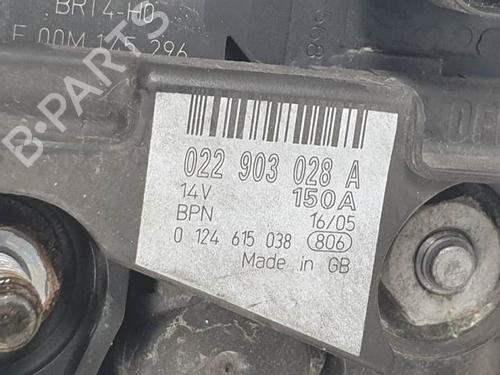 BRT4-H0
F 00M 145 296
B-PARTS
022 903 028 A
14V 150A
BPN 16/05
0 124 615 038 806
Made in GB